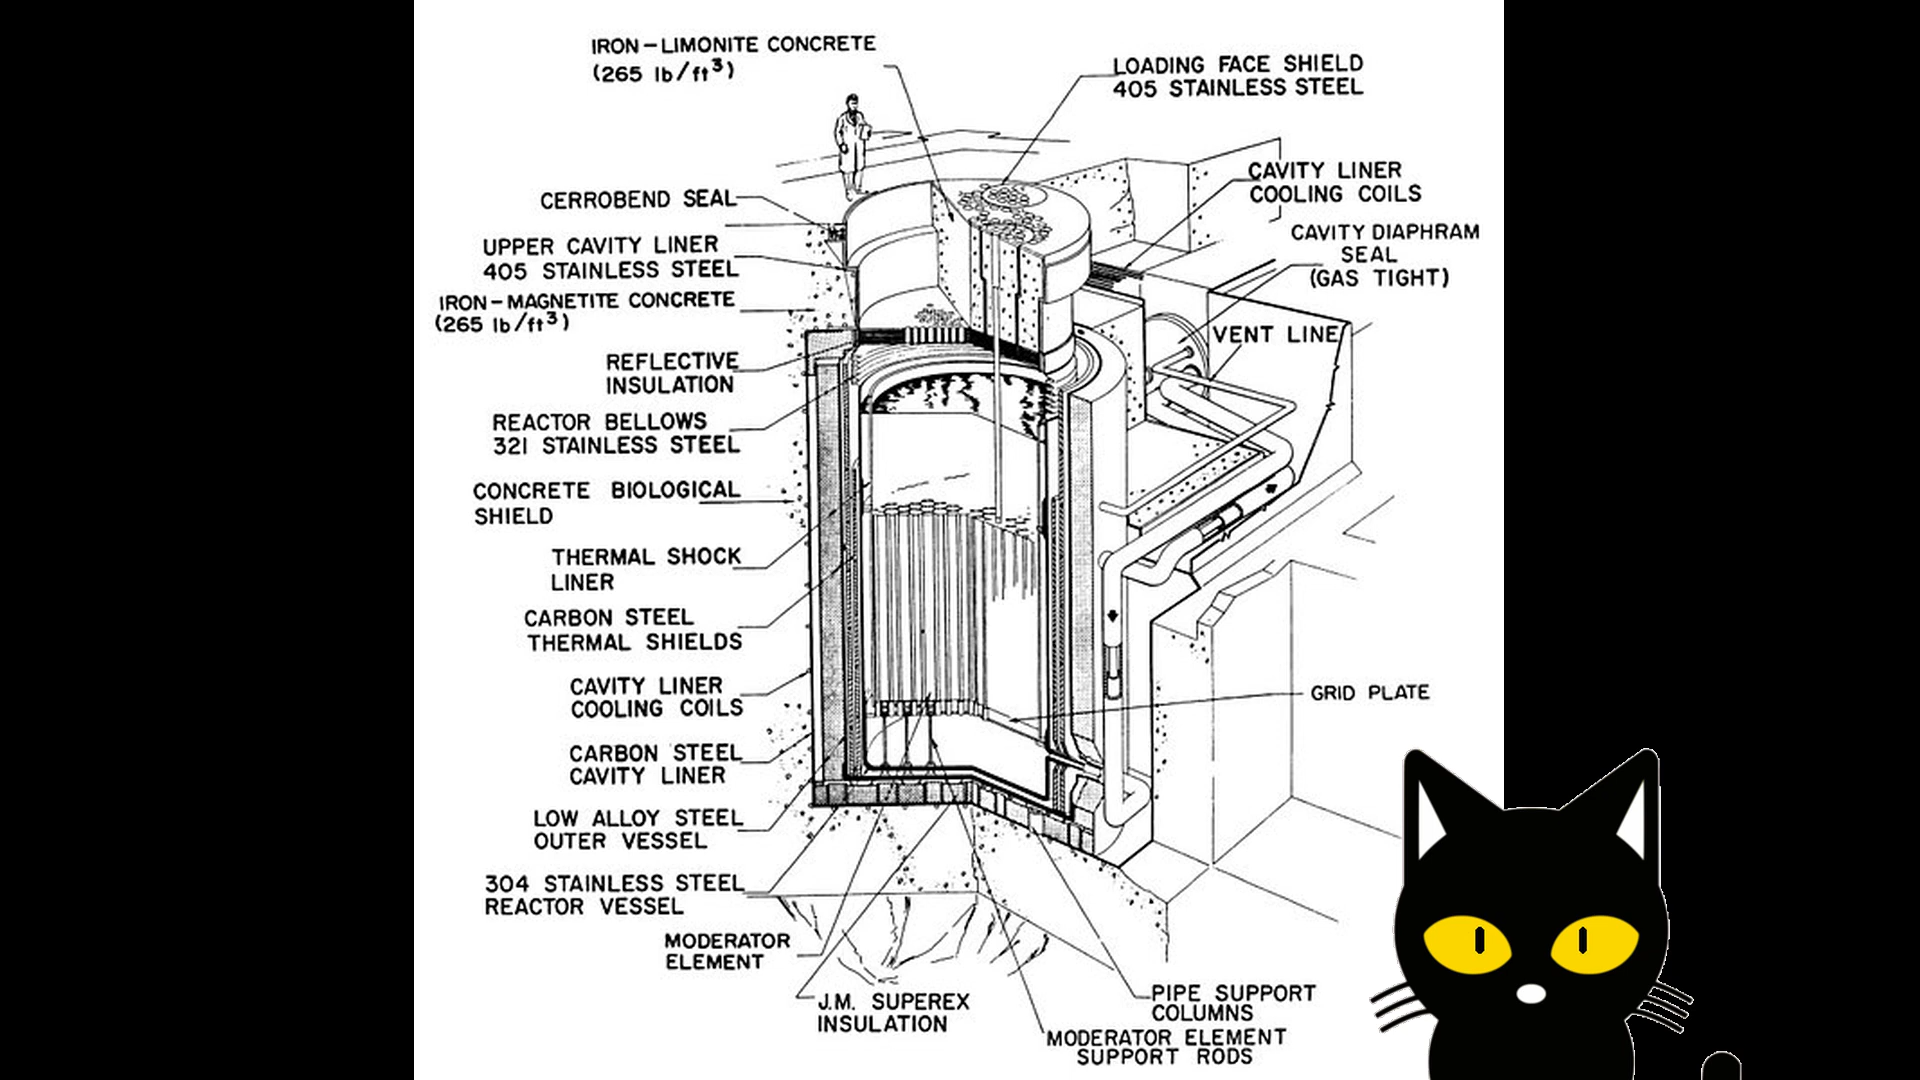 IRON-LIMONITE CONCRETE
(265 lb/ft³)
LOADING FACE SHIELD
405 STAINLESS STEEL
CAVITY LINER
COOLING COILS
CERROBEND SEAL
CAVITY DIAPHRAM
SEAL
(GAS TIGHT)
UPPER CAVITY LINER
405 STAINLESS STEEL
IRON-MAGNETITE CONCRETE
(265 lb/ft³)
VENT LINE
REFLECTIVE
INSULATION
REACTOR BELLOWS
321 STAINLESS STEEL
CONCRETE BIOLOGICAL
SHIELD
THERMAL SHOCK
LINER
CARBON STEEL
THERMAL SHIELDS
CAVITY LINER
COOLING COILS
GRID PLATE
CARBON STEEL
CAVITY LINER
LOW ALLOY STEEL
OUTER VESSEL
304 STAINLESS STEEL
REACTOR VESSEL
MODERATOR
ELEMENT
J.M. SUPEREX
INSULATION
PIPE SUPPORT
COLUMNS
MODERATOR ELEMENT
SUPPORT RODS